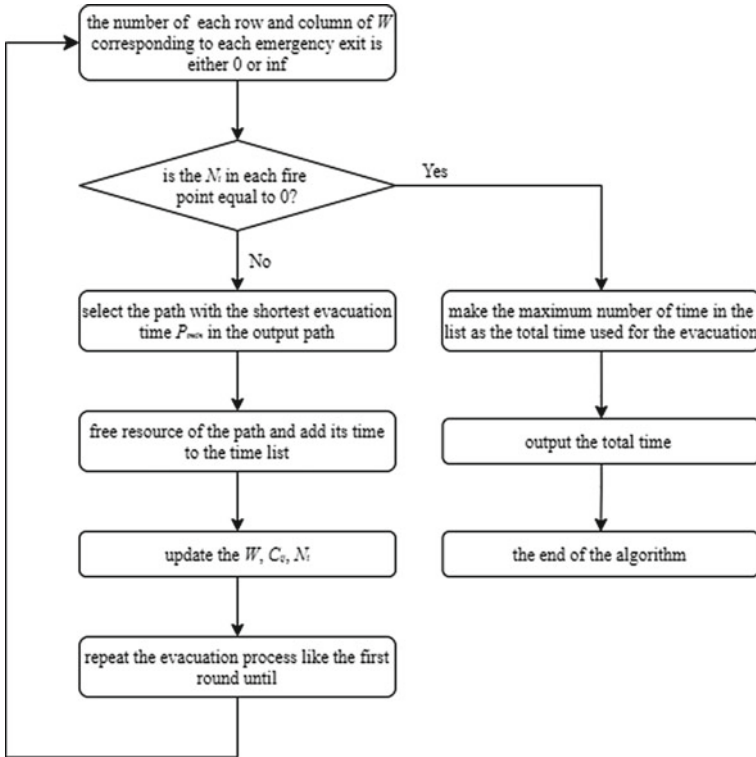 the number of each row and column of W
corresponding to each emergency exit is
either 0 or inf
is the Nᵢ in each fire
point equal to 0?
Yes
No
select the path with the shortest evacuation
time Pₘᵢₙ in the output path
make the maximum number of time in the
list as the total time used for the evacuation
free resource of the path and add its time
to the time list
output the total time
update the W, Cᵢⱼ, Nᵢ
the end of the algorithm
repeat the evacuation process like the first
round until